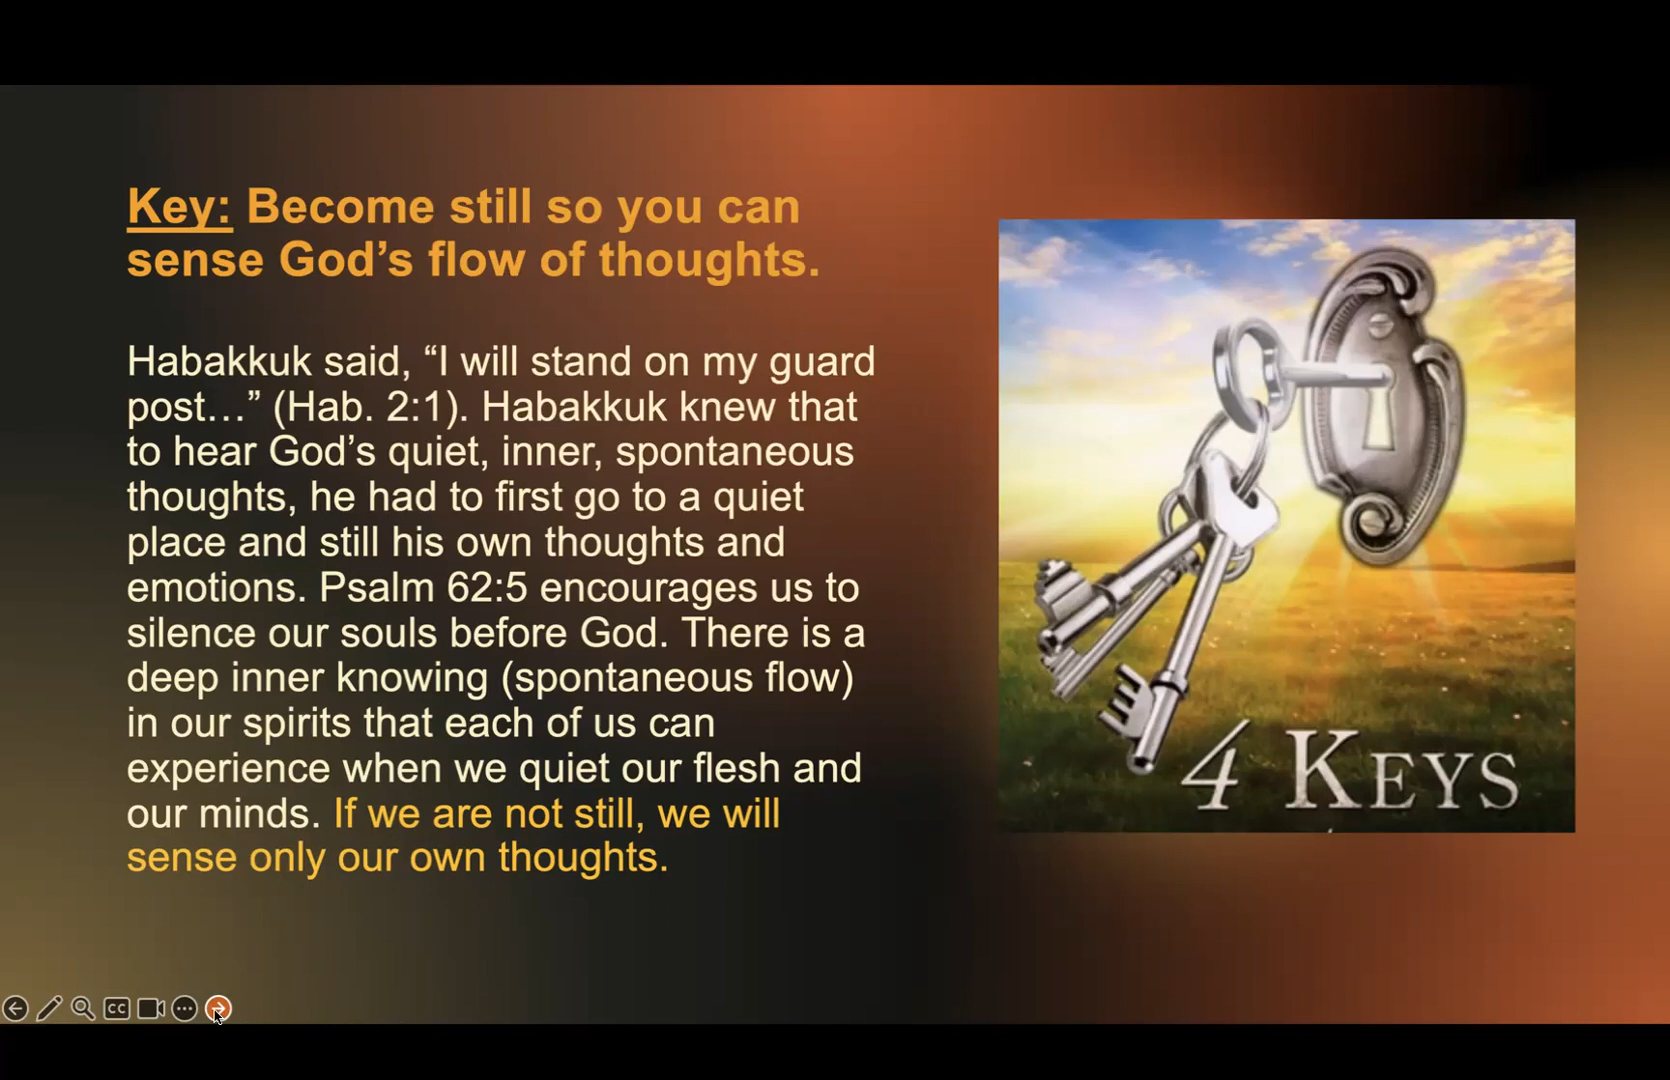 Key: Become still so you can
sense God’s flow of thoughts.
Habakkuk said, “I will stand on my guard
post…” (Hab. 2:1). Habakkuk knew that
to hear God’s quiet, inner, spontaneous
thoughts, he had to first go to a quiet
place and still his own thoughts and
emotions. Psalm 62:5 encourages us to
silence our souls before God. There is a
deep inner knowing (spontaneous flow)
in our spirits that each of us can
experience when we quiet our flesh and
our minds. If we are not still, we will
sense only our own thoughts.
4 KEYS
CC